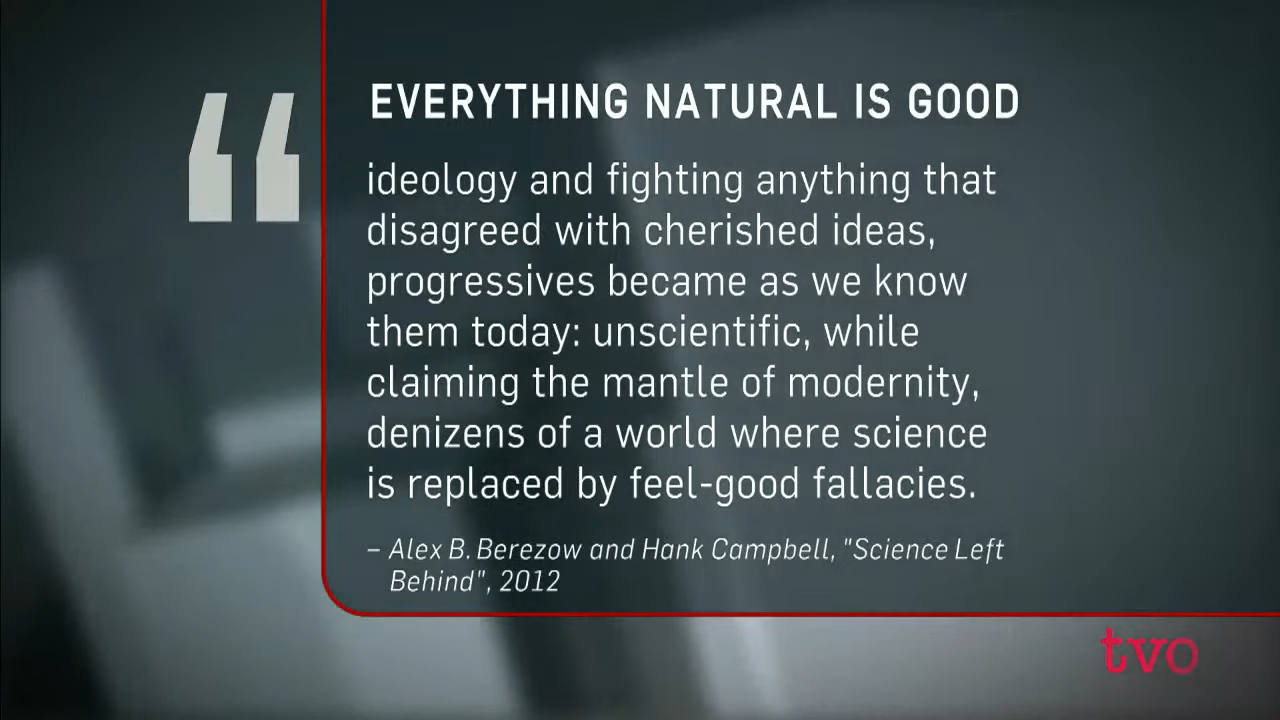 “
EVERYTHING NATURAL IS GOOD
ideology and fighting anything that
disagreed with cherished ideas,
progressives became as we know
them today: unscientific, while
claiming the mantle of modernity,
denizens of a world where science
is replaced by feel-good fallacies.
– Alex B. Berezow and Hank Campbell, "Science Left
Behind", 2012
tvo